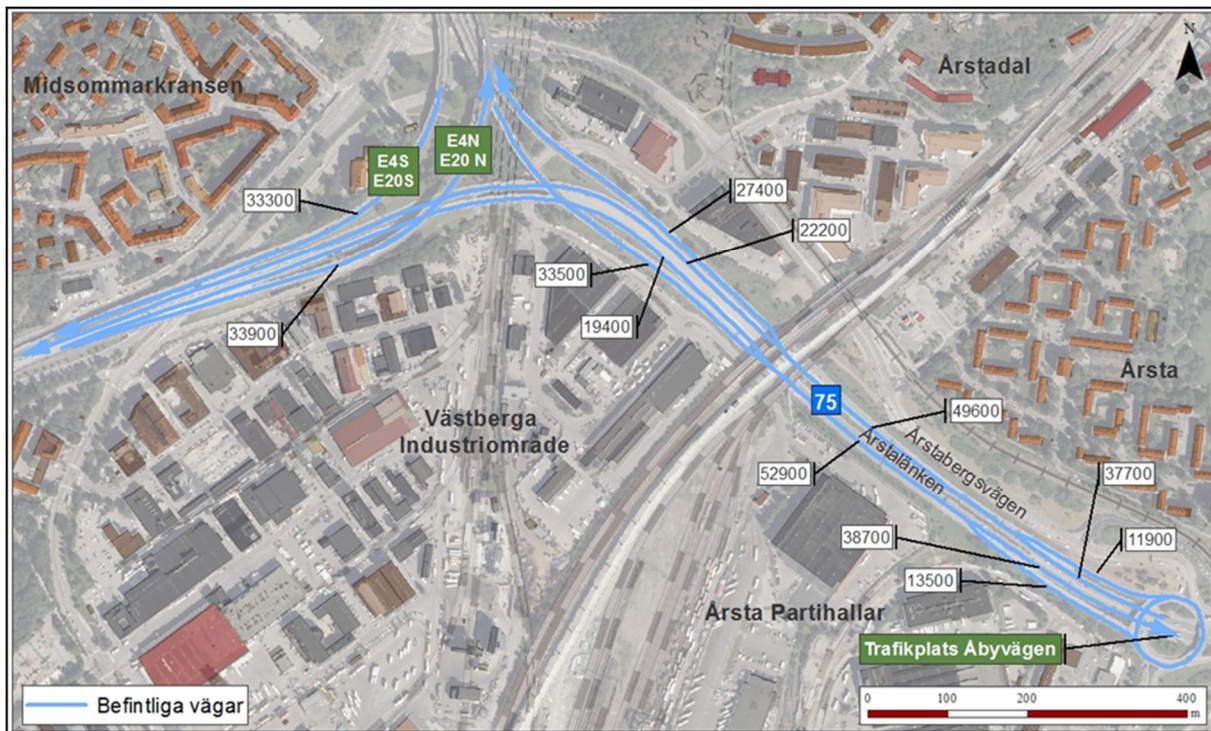 N
Årstadal
Midsommarkransen
E4N
E20 N
E4S
E20S
27400
33300
22200
33500
19400
33900
Årsta
75
49600
Västberga
Industriområde
Årstabergsvägen
Årstalänken
52900
37700
38700
11900
13500
Årsta Partihallar
Trafikplats Åbyvägen
Befintliga vägar
0 100 200 400
m